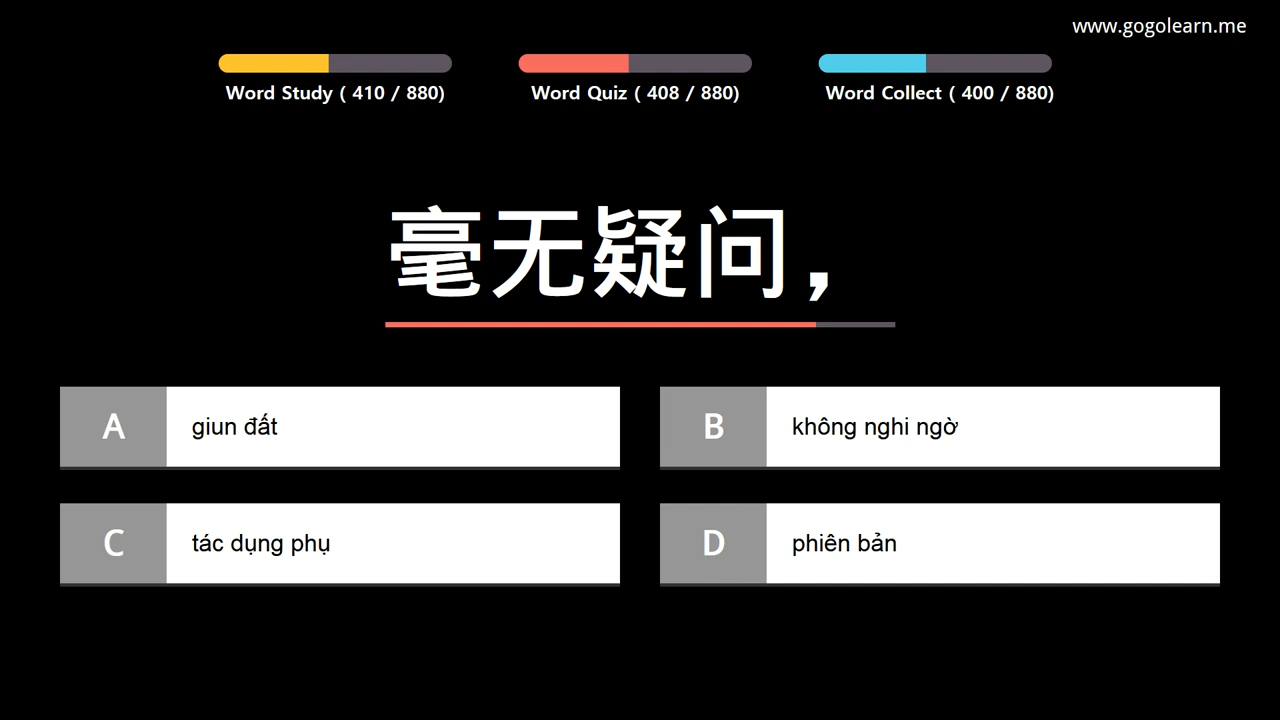 www.gogolearn.me
Word Study ( 410 / 880)
Word Quiz ( 408 / 880)
Word Collect ( 400 / 880)
毫无疑问，
A giun đất
B không nghi ngờ
C tác dụng phụ
D phiên bản